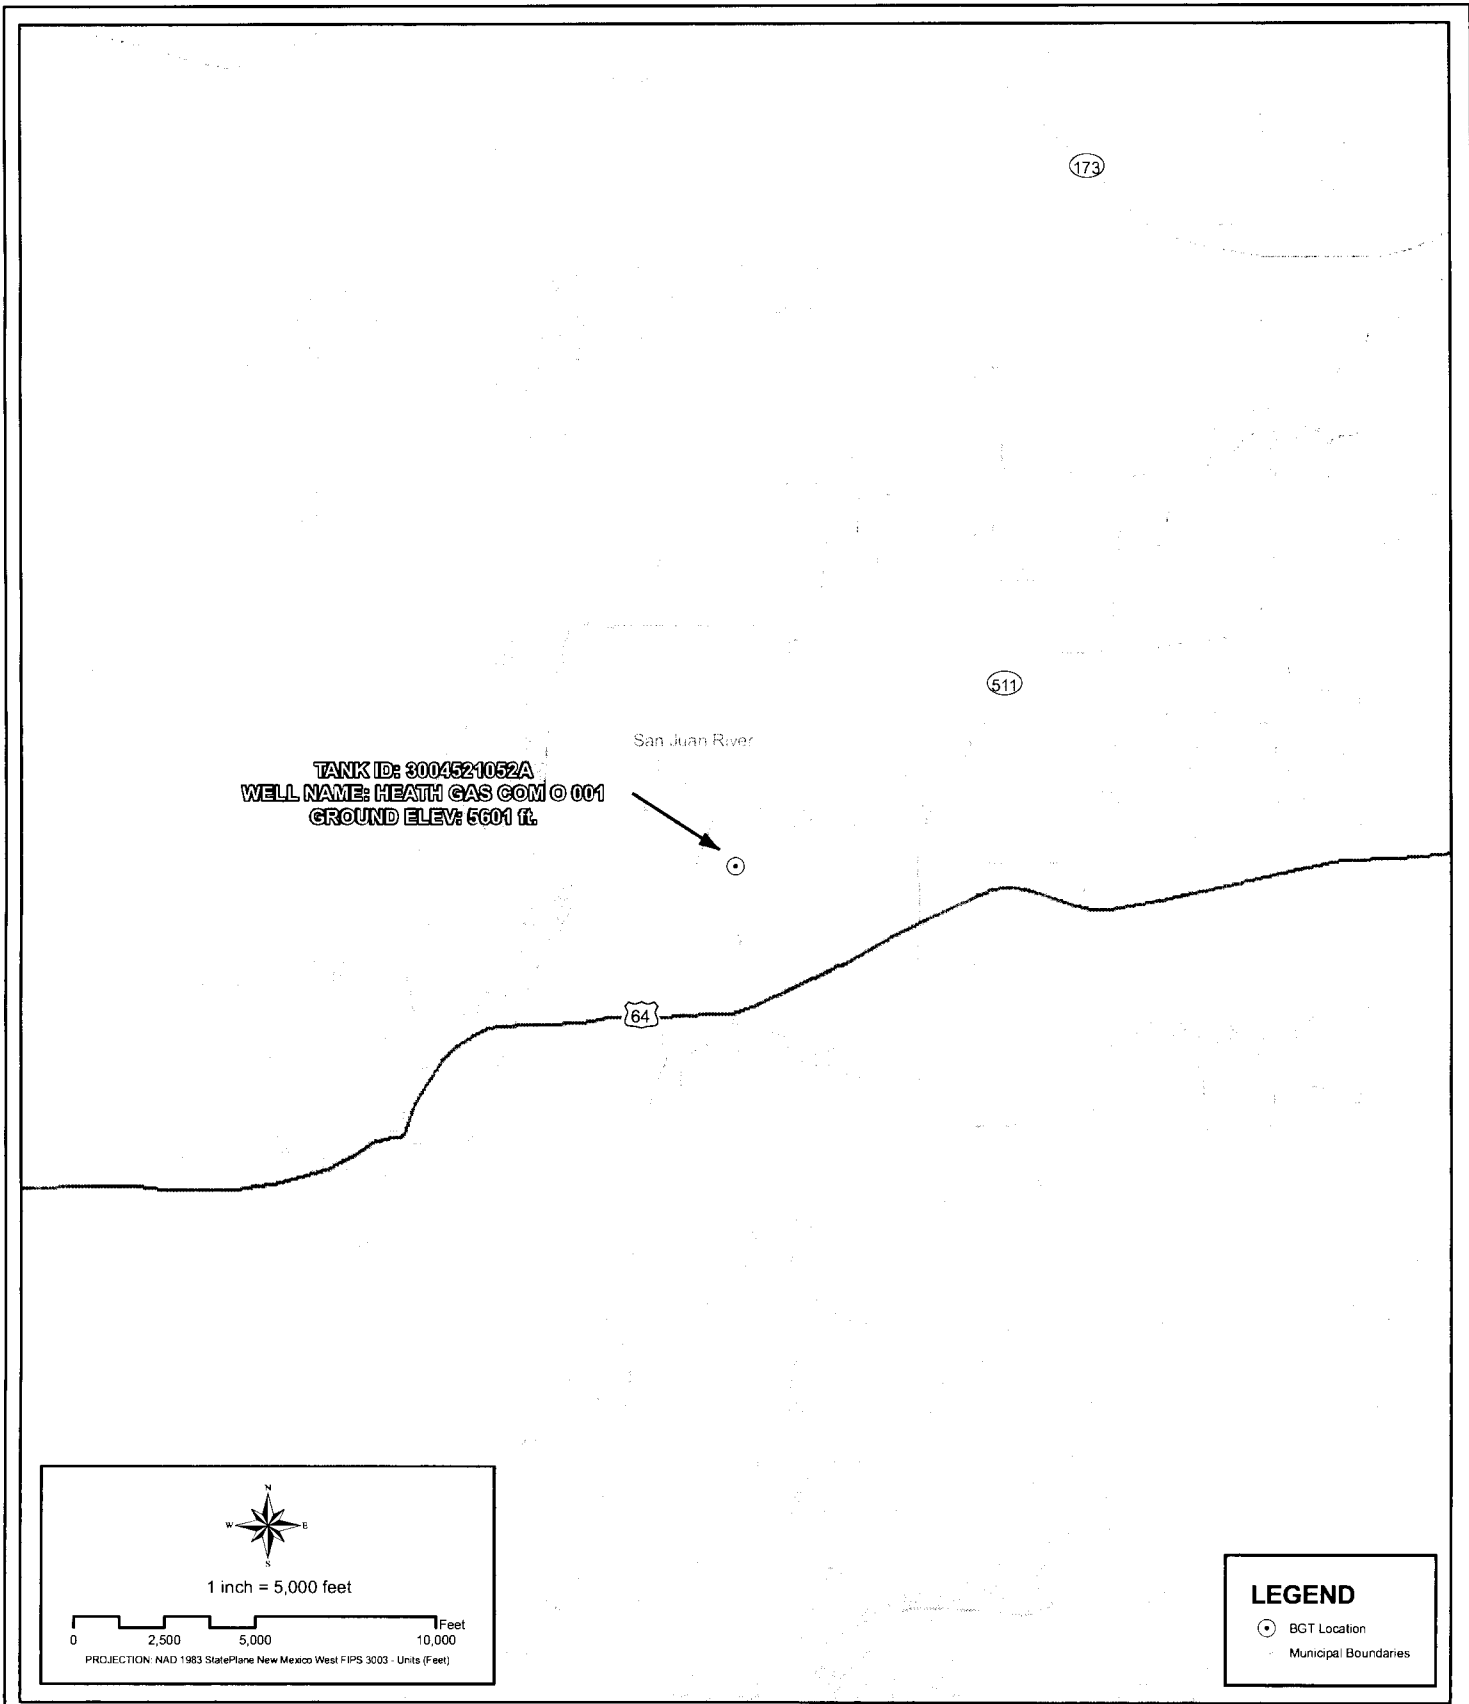 173
511
San Juan River
TANK ID: 3004521052A
WELL NAME: HEATH GAS COM O 001
GROUND ELEV: 5601 ft.
64
N
W E
S
1 inch = 5,000 feet
Feet
0 2,500 5,000 10,000
PROJECTION: NAD 1983 StatePlane New Mexico West FIPS 3003 - Units (Feet)
LEGEND
BGT Location
Municipal Boundaries